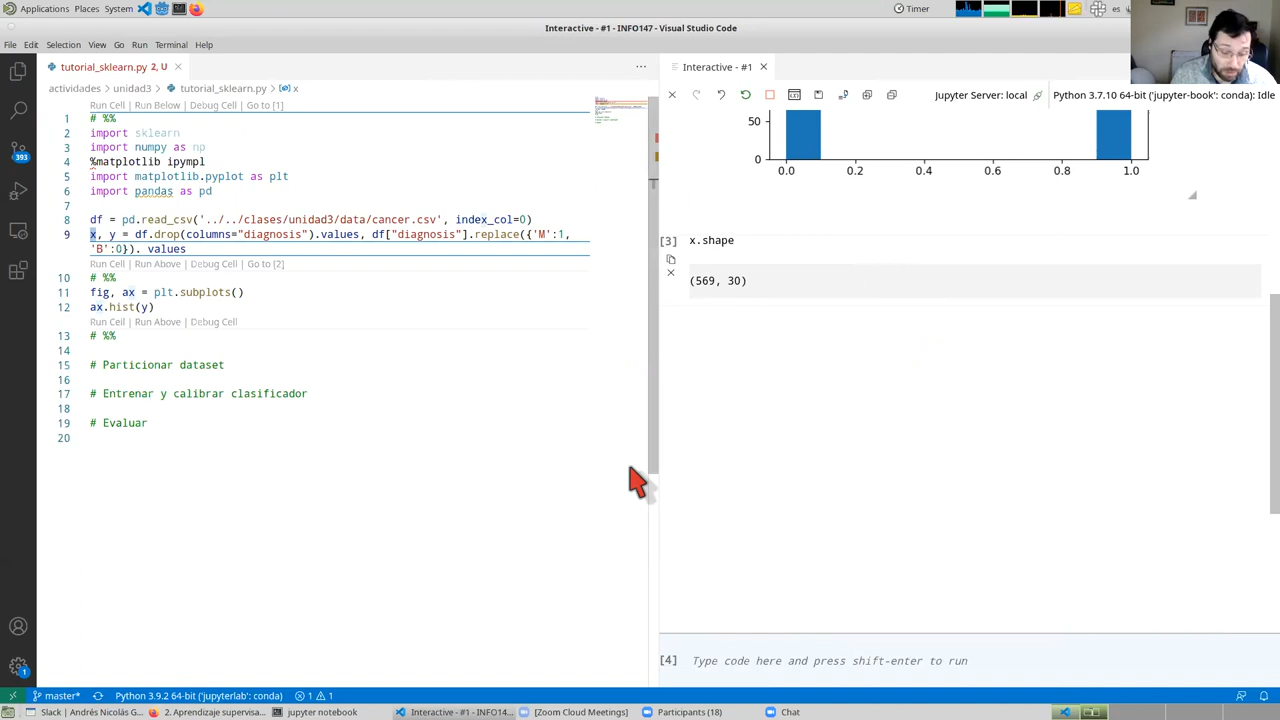 Applications Places System
Timer
es
Interactive - #1 - INFO147 - Visual Studio Code
File Edit Selection View Go Run Terminal Help
tutorial_sklearn.py 2, U
Interactive - #1
actividades unidad3 tutorial_sklearn.py x
Jupyter Server: local Python 3.7.10 64-bit ('jupyter-book': conda): Idle
Run Cell | Run Below | Debug Cell | Go to [1]
1 # %%
2 import sklearn
3 import numpy as np
4 %matplotlib ipympl
5 import matplotlib.pyplot as plt
6 import pandas as pd
7
8 df = pd.read_csv('../../clases/unidad3/data/cancer.csv', index_col=0)
9 x, y = df.drop(columns="diagnosis").values, df["diagnosis"].replace({'M':1,
'B':0}). values
Run Cell | Run Above | Debug Cell | Go to [2]
10 # %%
11 fig, ax = plt.subplots()
12 ax.hist(y)
Run Cell | Run Above | Debug Cell
13 # %%
14
15 # Particionar dataset
16
17 # Entrenar y calibrar clasificador
18
19 # Evaluar
20
50
0
0.0 0.2 0.4 0.6 0.8 1.0
[3] x.shape
(569, 30)
[4] Type code here and press shift-enter to run
393
1
master* Python 3.9.2 64-bit ('jupyterlab': conda) 1 1
Slack | Andrés Nicolás G... 2. Aprendizaje supervisa... jupyter notebook Interactive - #1 - INFO14... [Zoom Cloud Meetings] Participants (18) Chat